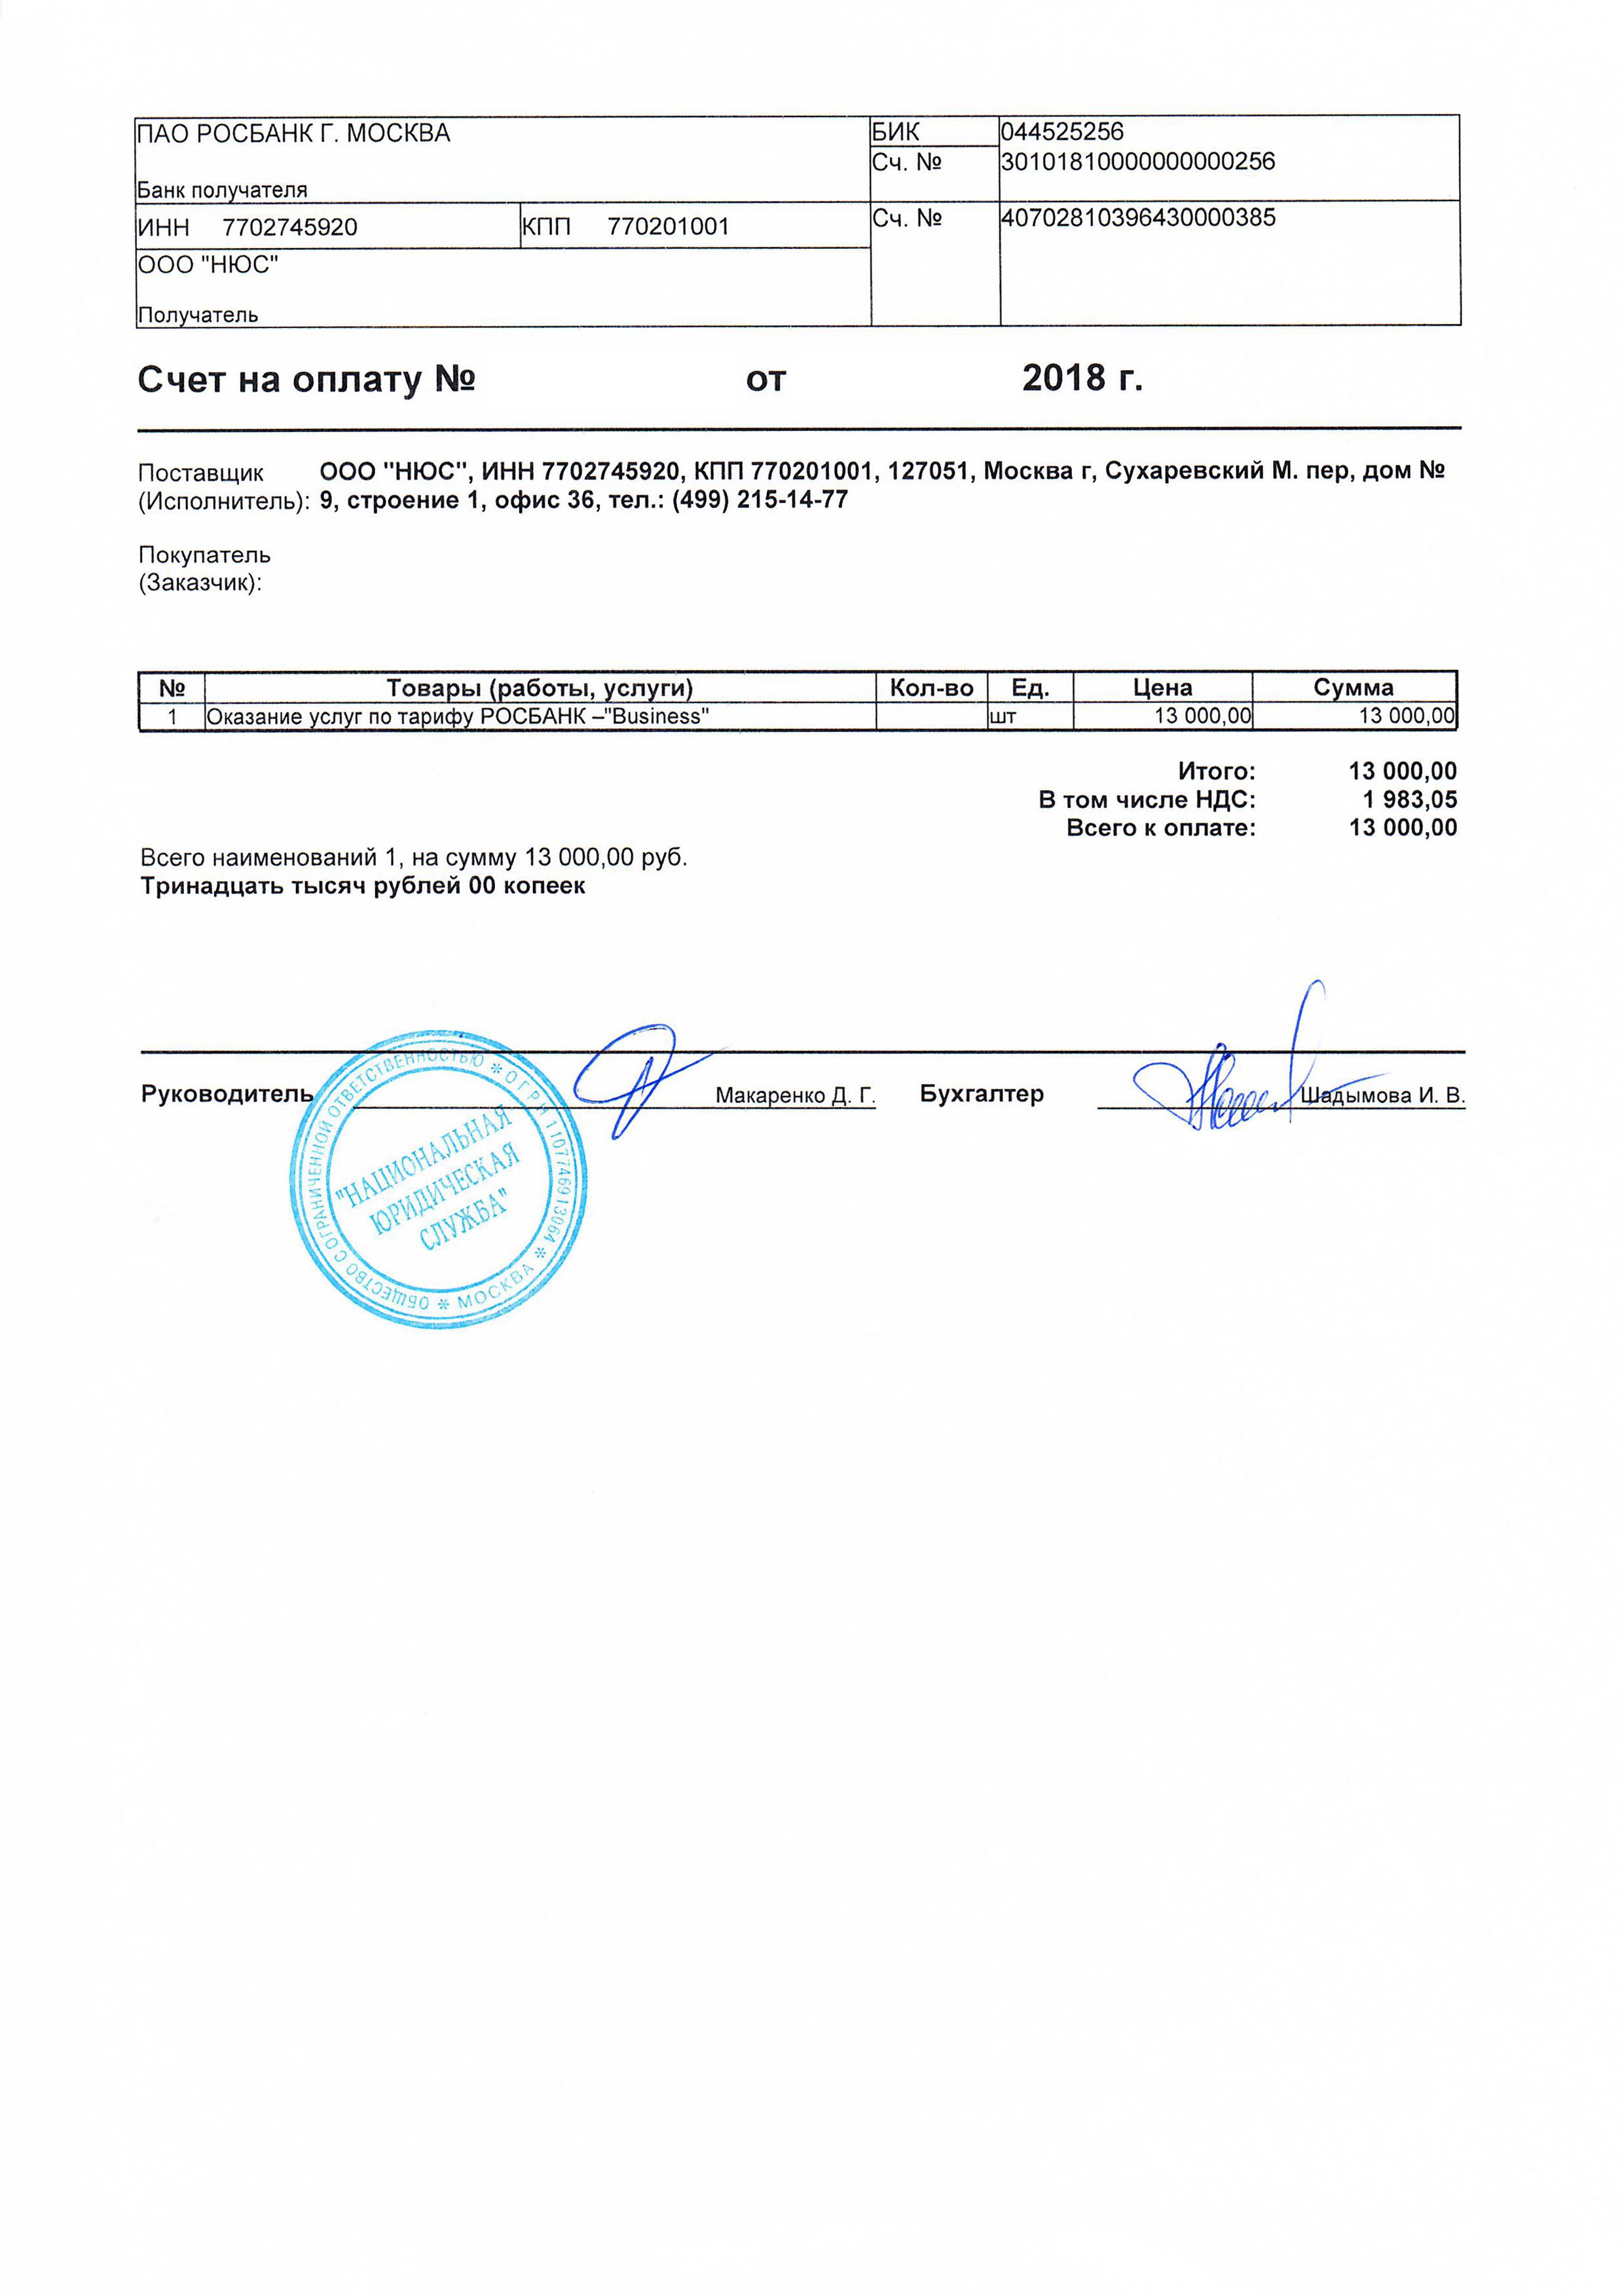 ПАО РОСБАНК Г. МОСКВА
БИК 044525256
Сч. № 30101810000000000256
Банк получателя
ИНН 7702745920 КПП 770201001 Сч. № 40702810396430000385
ООО "НЮС"
Получатель
Счет на оплату № от 2018 г.
Поставщик ООО "НЮС", ИНН 7702745920, КПП 770201001, 127051, Москва г, Сухаревский М. пер, дом №
(Исполнитель): 9, строение 1, офис 36, тел.: (499) 215-14-77
Покупатель
(Заказчик):
№ Товары (работы, услуги) Кол-во Ед. Цена Сумма
1 Оказание услуг по тарифу РОСБАНК –"Business" шт 13 000,00 13 000,00
Итого: 13 000,00
В том числе НДС: 1 983,05
Всего к оплате: 13 000,00
Всего наименований 1, на сумму 13 000,00 руб.
Тринадцать тысяч рублей 00 копеек
Руководитель Макаренко Д. Г. Бухгалтер Шадымова И. В.
ОБЩЕСТВО С ОГРАНИЧЕННОЙ ОТВЕТСТВЕННОСТЬЮ * ОГРН 1107746913064 * МОСКВА *
"НАЦИОНАЛЬНАЯ
ЮРИДИЧЕСКАЯ
СЛУЖБА"